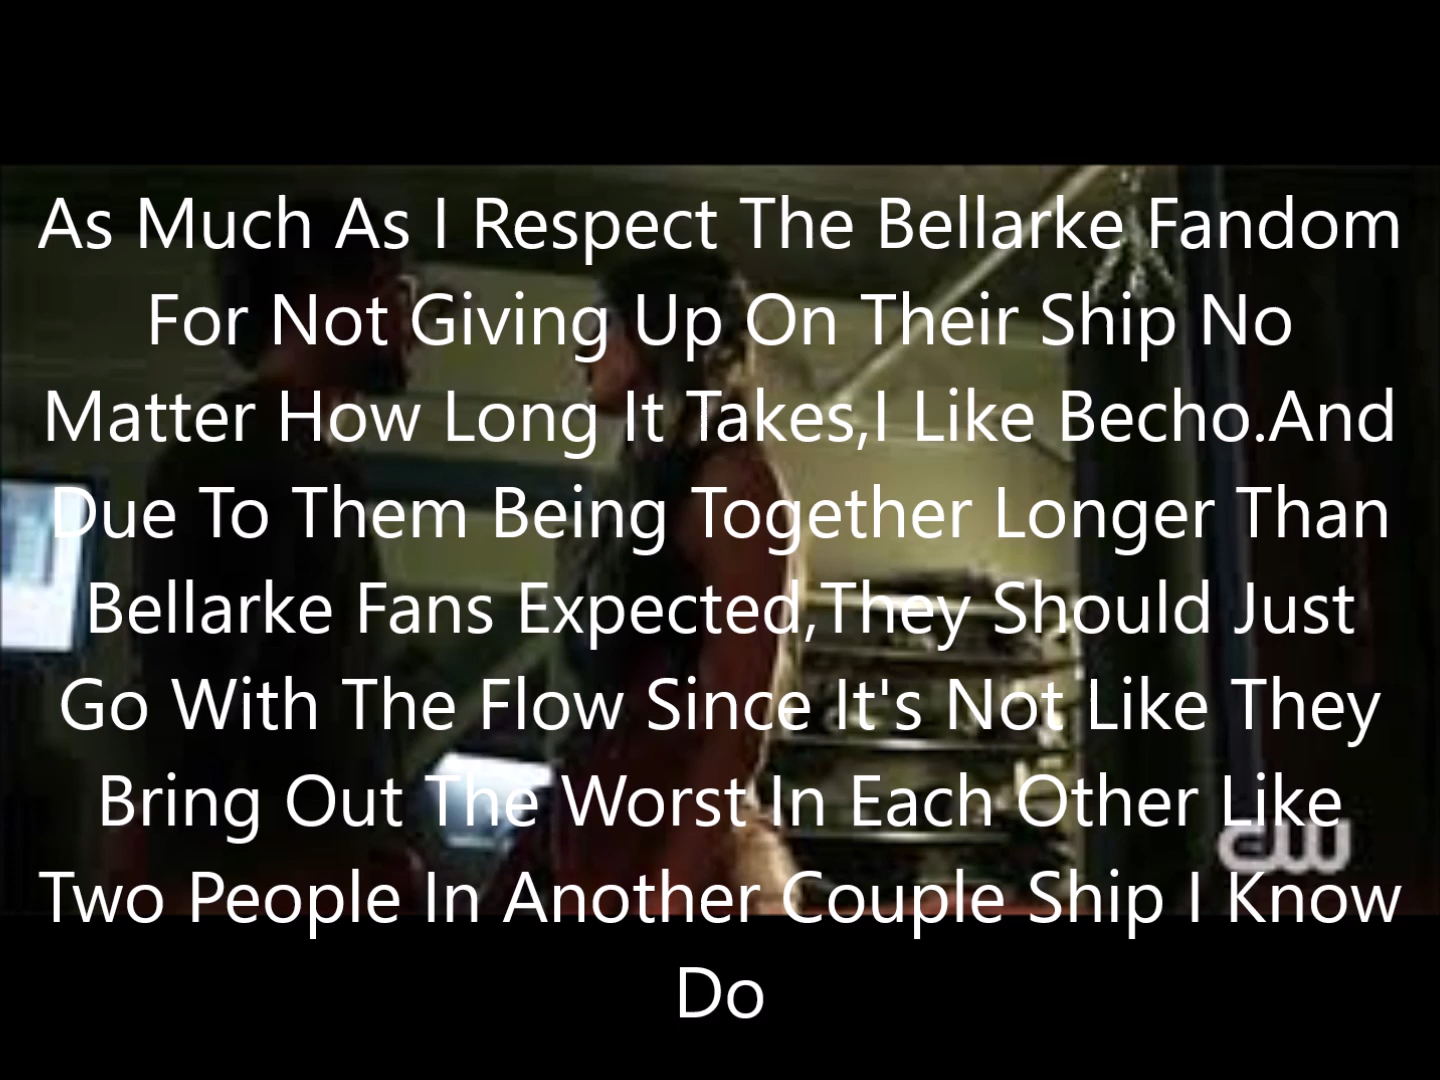 As Much As I Respect The Bellarke Fandom
For Not Giving Up On Their Ship No
Matter How Long It Takes,I Like Becho.And
Due To Them Being Together Longer Than
Bellarke Fans Expected,They Should Just
Go With The Flow Since It's Not Like They
Bring Out The Worst In Each Other Like
Two People In Another Couple Ship I Know
Do
CW